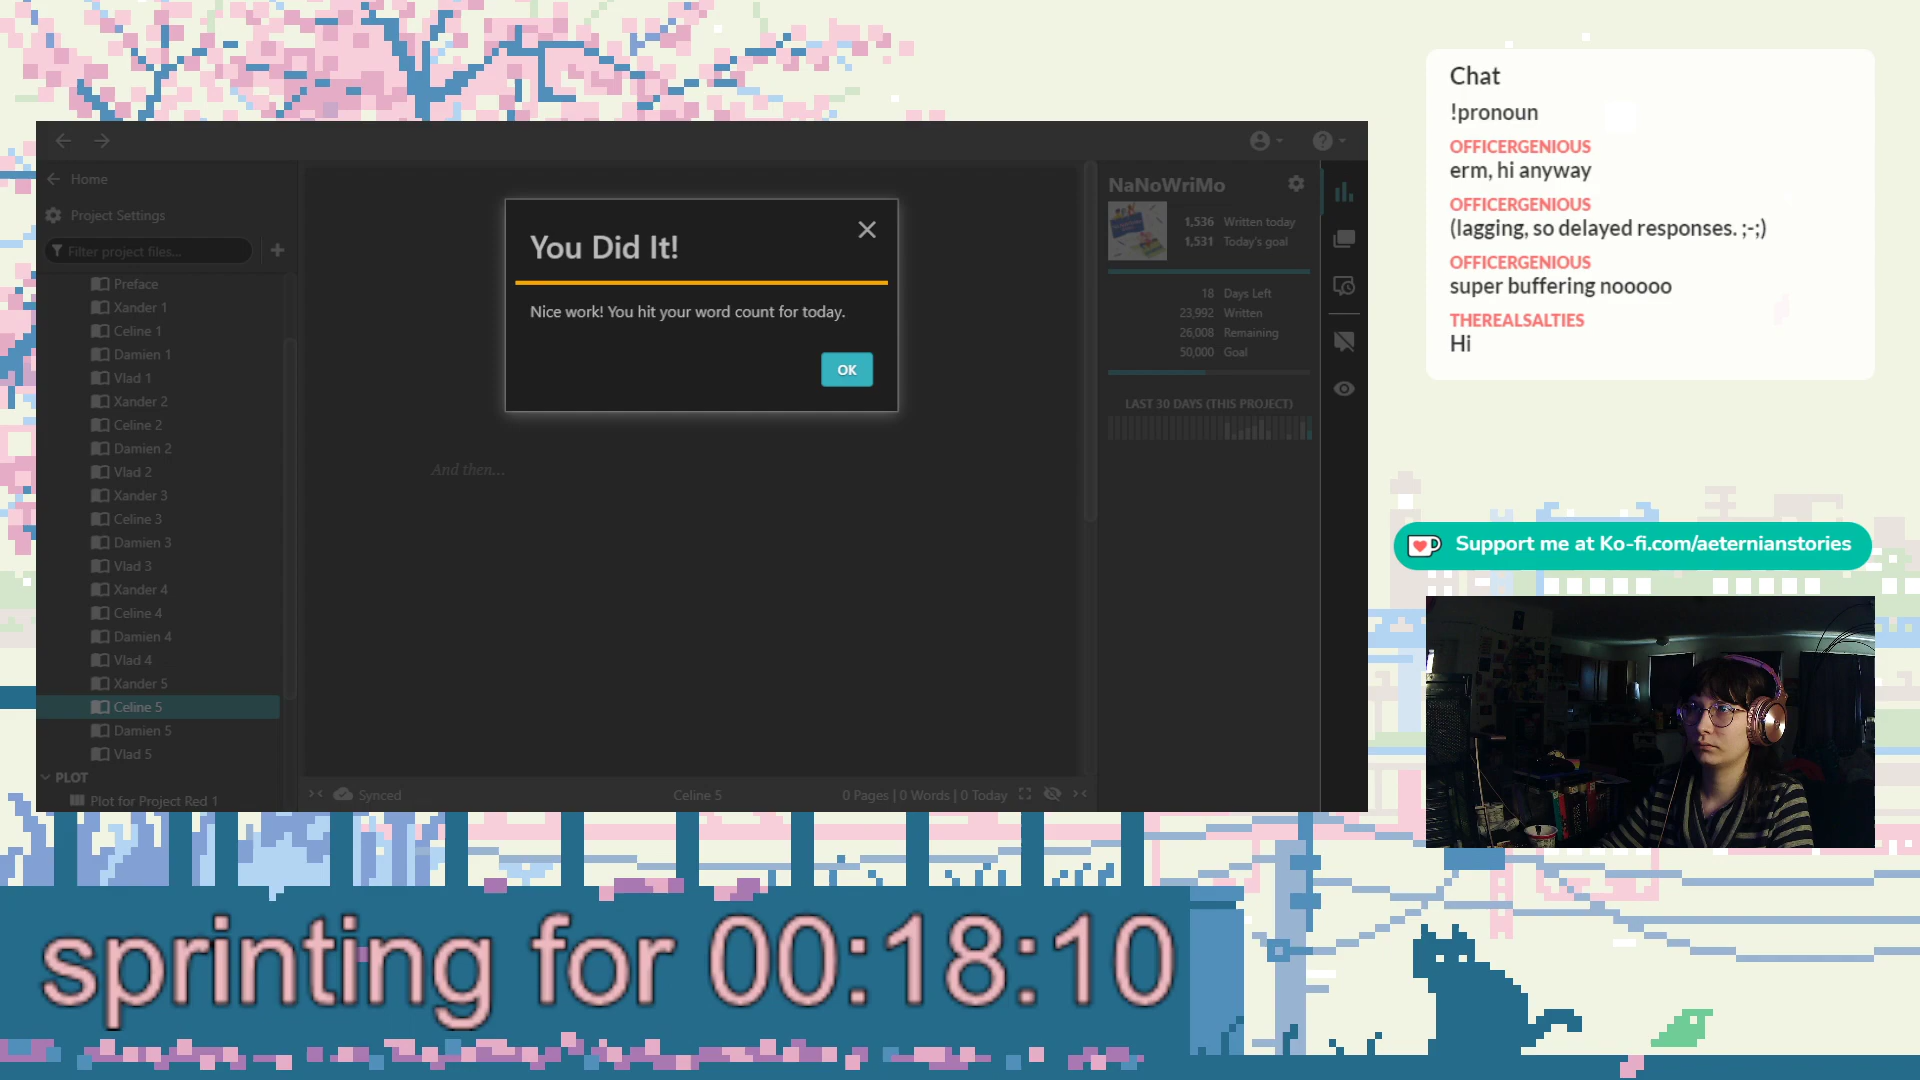 Home
Project Settings
Filter project files...
Preface
Xander 1
Celine 1
Damien 1
Vlad 1
Xander 2
Celine 2
Damien 2
Vlad 2
Xander 3
Celine 3
Damien 3
Vlad 3
Xander 4
Celine 4
Damien 4
Vlad 4
Xander 5
Celine 5
Damien 5
Vlad 5
PLOT
Plot for Project Red 1
You Did It!
Nice work! You hit your word count for today.
OK
And then...
Synced
Celine 5
0 Pages | 0 Words | 0 Today
NaNoWriMo
1,536 Written today
1,531 Today's goal
18 Days Left
23,992 Written
26,008 Remaining
50,000 Goal
LAST 30 DAYS (THIS PROJECT)
Chat
!pronoun
OFFICERGENIOUS
erm, hi anyway
OFFICERGENIOUS
(lagging, so delayed responses. ;-;)
OFFICERGENIOUS
super buffering nooooo
THEREALSALTIES
Hi
Support me at Ko-fi.com/aeternianstories
sprinting for 00:18:10